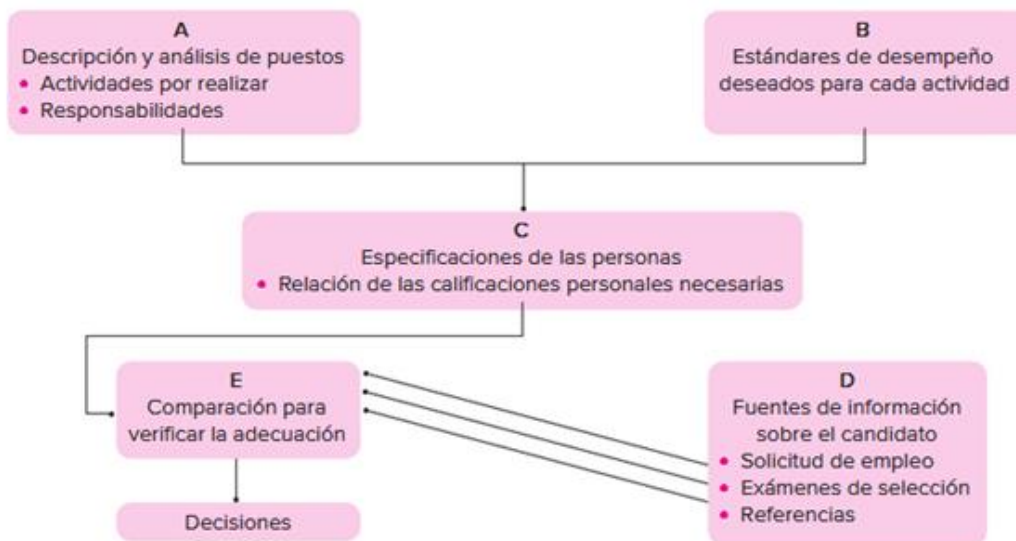 A
Descripción y análisis de puestos
• Actividades por realizar
• Responsabilidades
B
Estándares de desempeño
deseados para cada actividad
C
Especificaciones de las personas
• Relación de las calificaciones personales necesarias
E
Comparación para
verificar la adecuación
D
Fuentes de información
sobre el candidato
• Solicitud de empleo
• Exámenes de selección
• Referencias
Decisiones